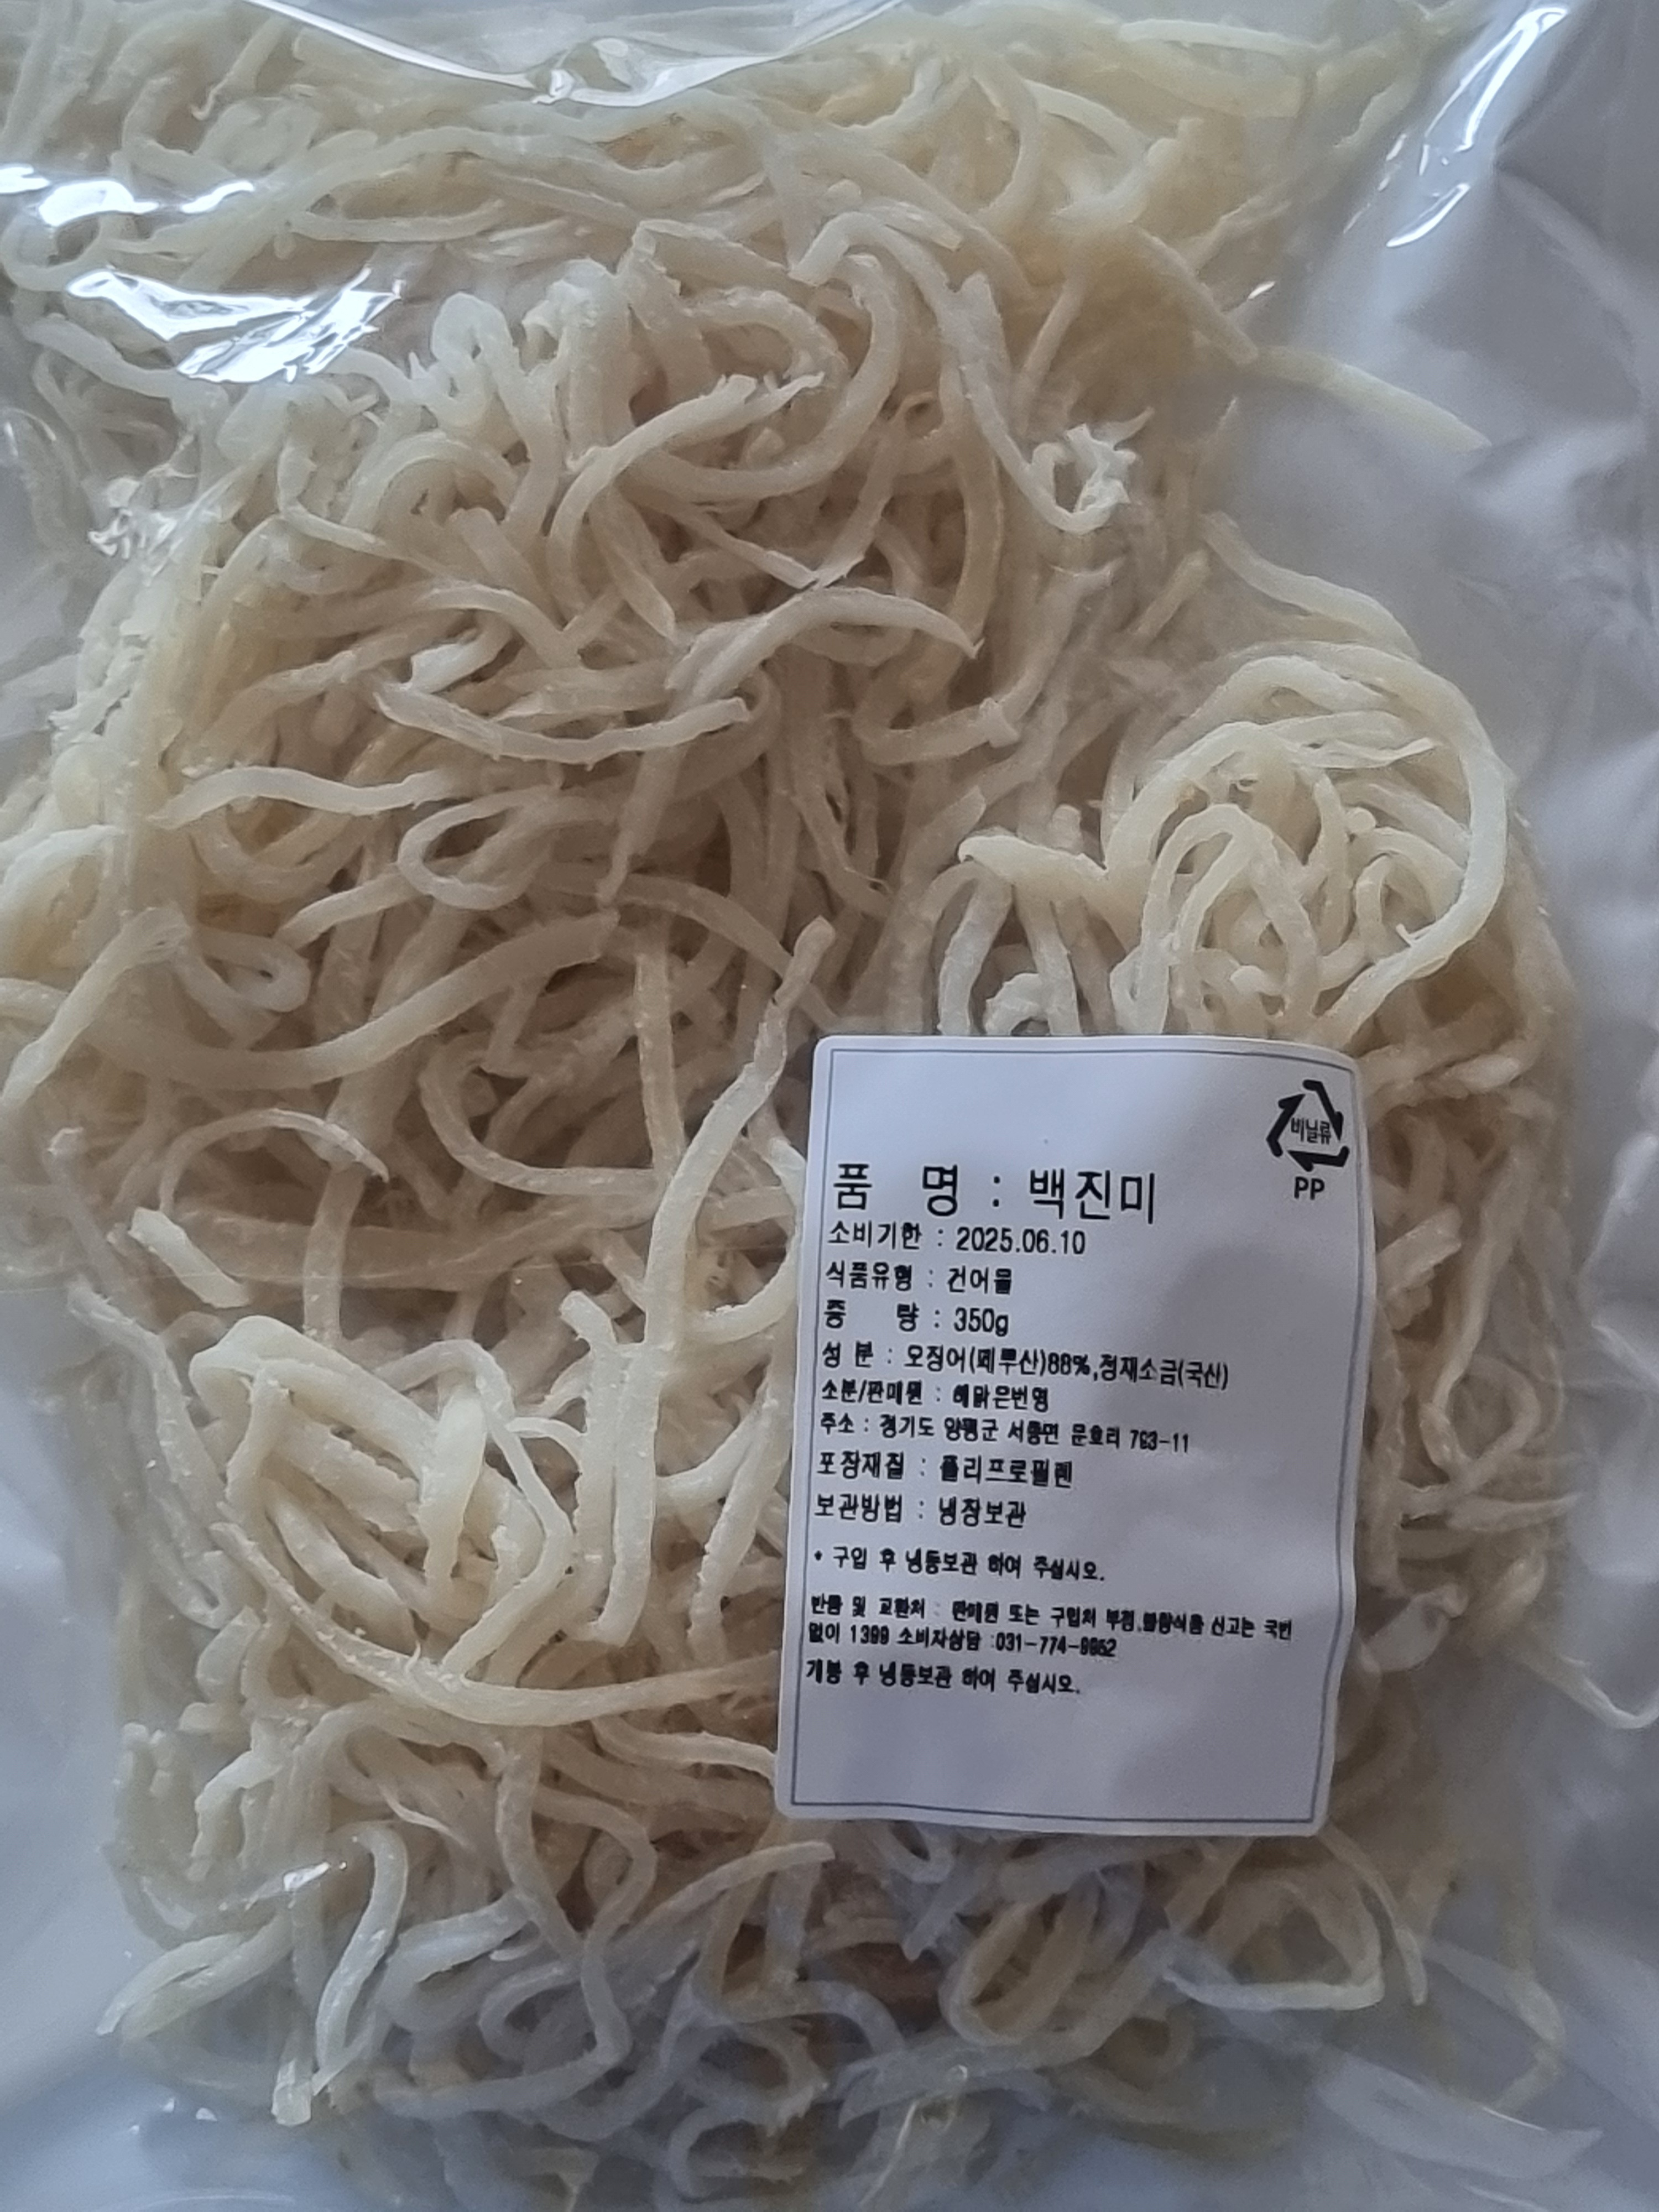 비닐류
PP
품 명 : 백진미
소비기한 : 2025.06.10
식품유형 : 건어물
중 량 : 350g
성 분 : 오징어(페루산)88%,정재소금(국산)
소분/판매원 : 해맑은번영
주소 : 경기도 양평군 서종면 문호리 763-11
포장재질 : 폴리프로필렌
보관방법 : 냉장보관
* 구입 후 냉동보관 하여 주십시오.
반품 및 교환처 : 판매원 또는 구입처 부정,불량식품 신고는 국번
없이 1399 소비자상담 :031-774-9952
개봉 후 냉동보관 하여 주십시오.